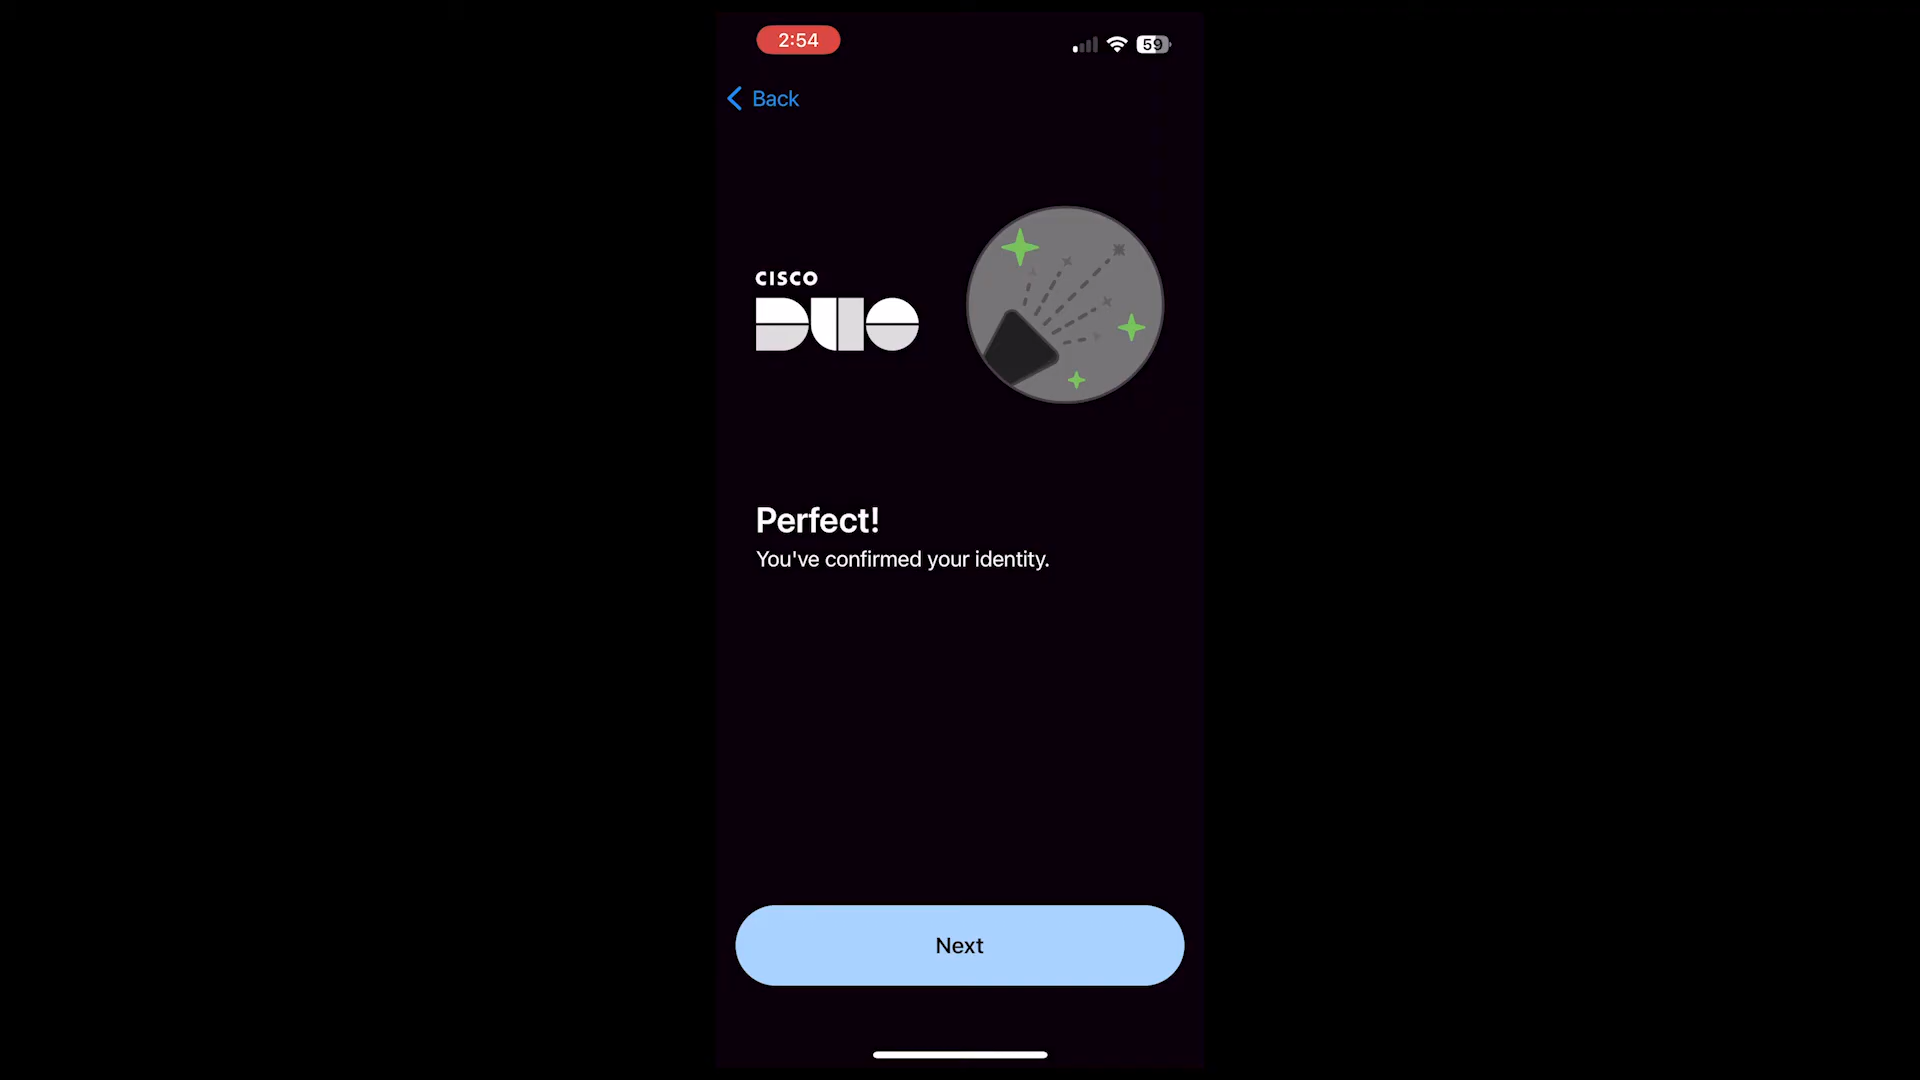 2:54
59
Back
CISCO
DUO
Perfect!
You've confirmed your identity.
Next